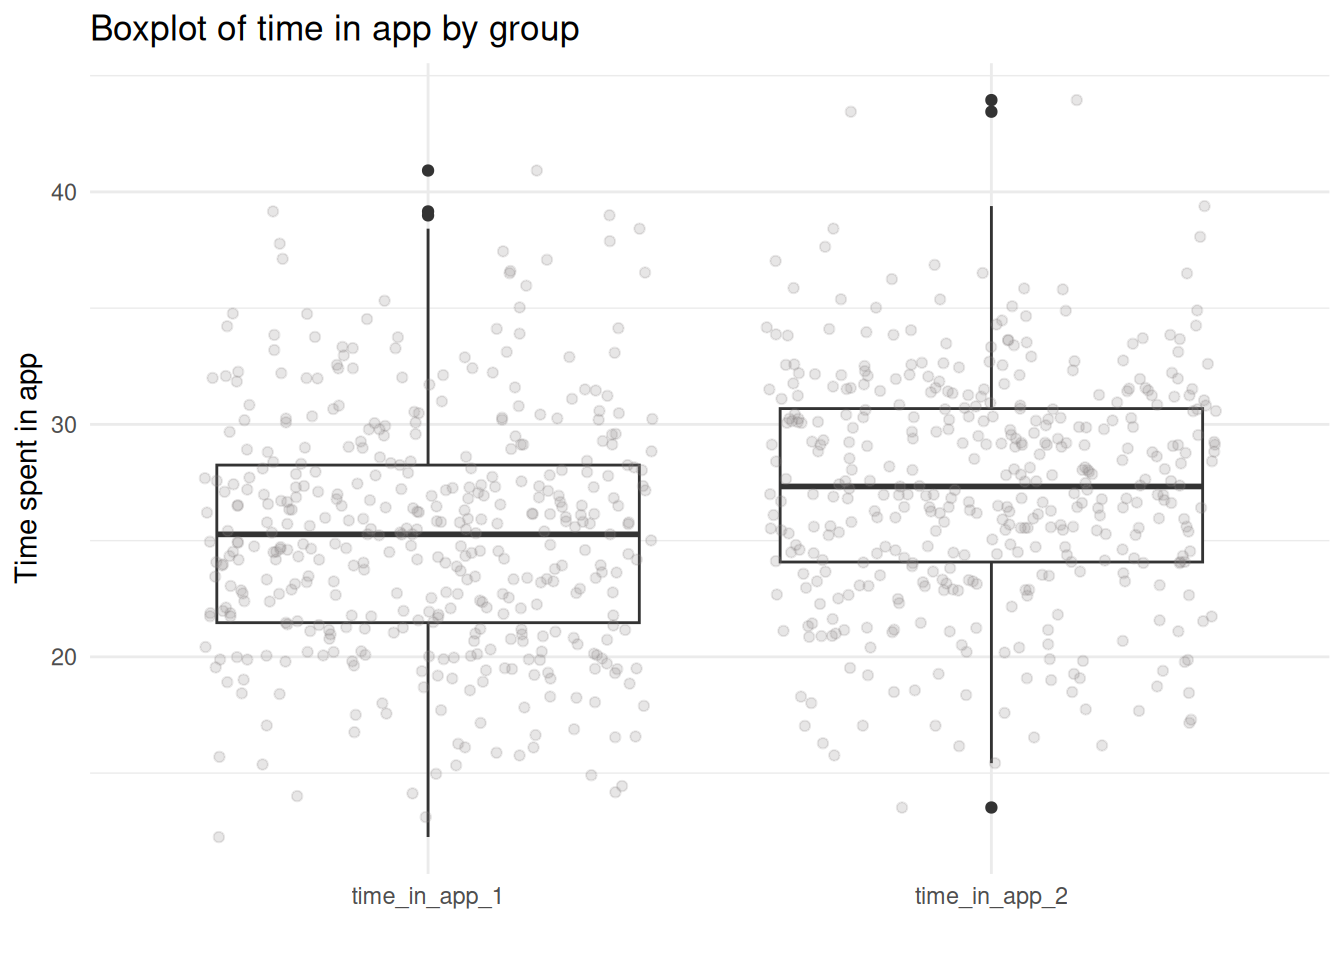 Boxplot of time in app by group
Time spent in app
40
30
20
time_in_app_1
time_in_app_2